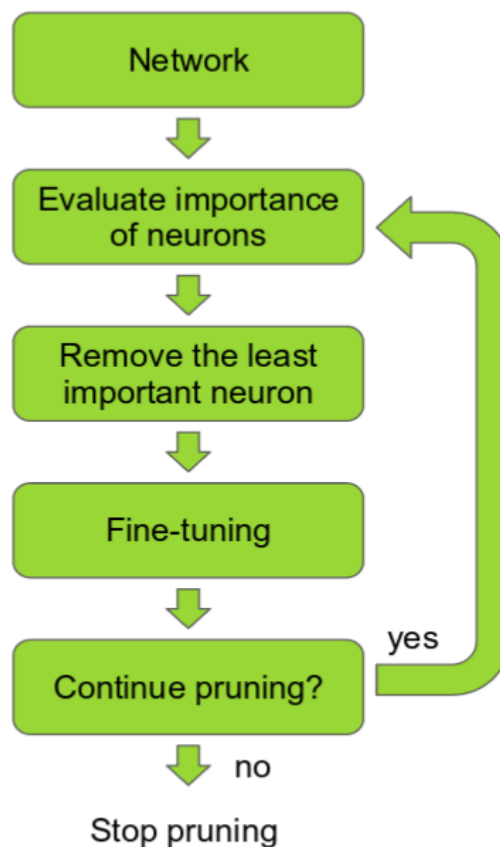 Network
Evaluate importance
of neurons
Remove the least
important neuron
Fine-tuning
yes
Continue pruning?
no
Stop pruning